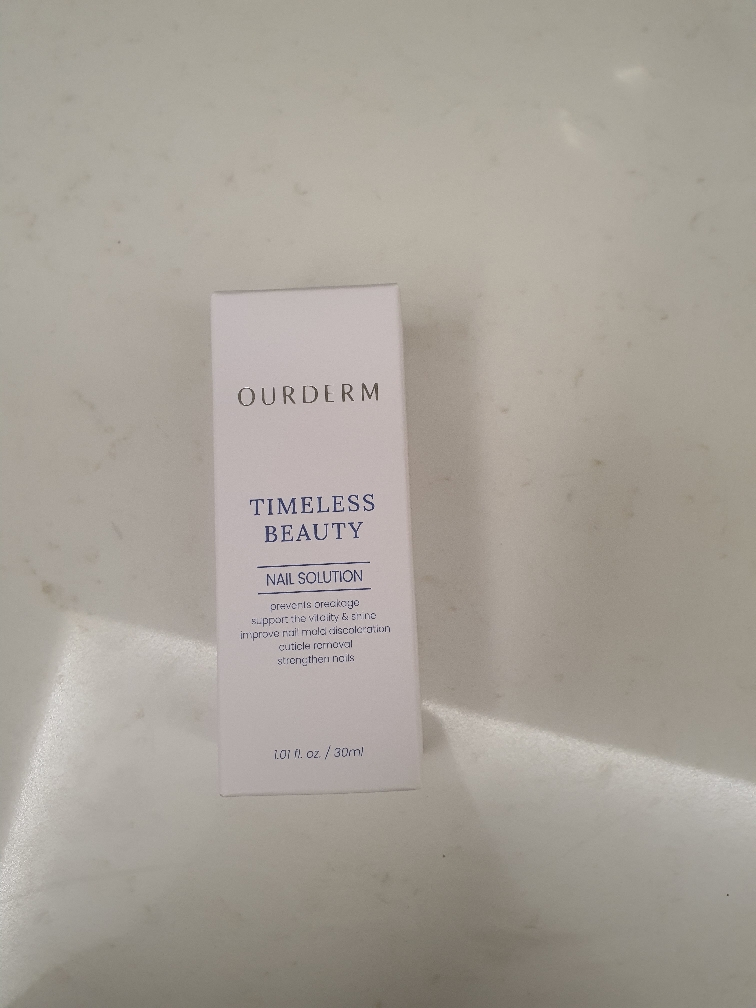 OURDERM
TIMELESS
BEAUTY
NAIL SOLUTION
prevents breakage
support the vitality & shine
improve nail mold discoloration
cuticle removal
strengthen nails
1.01 fl. oz. / 30ml